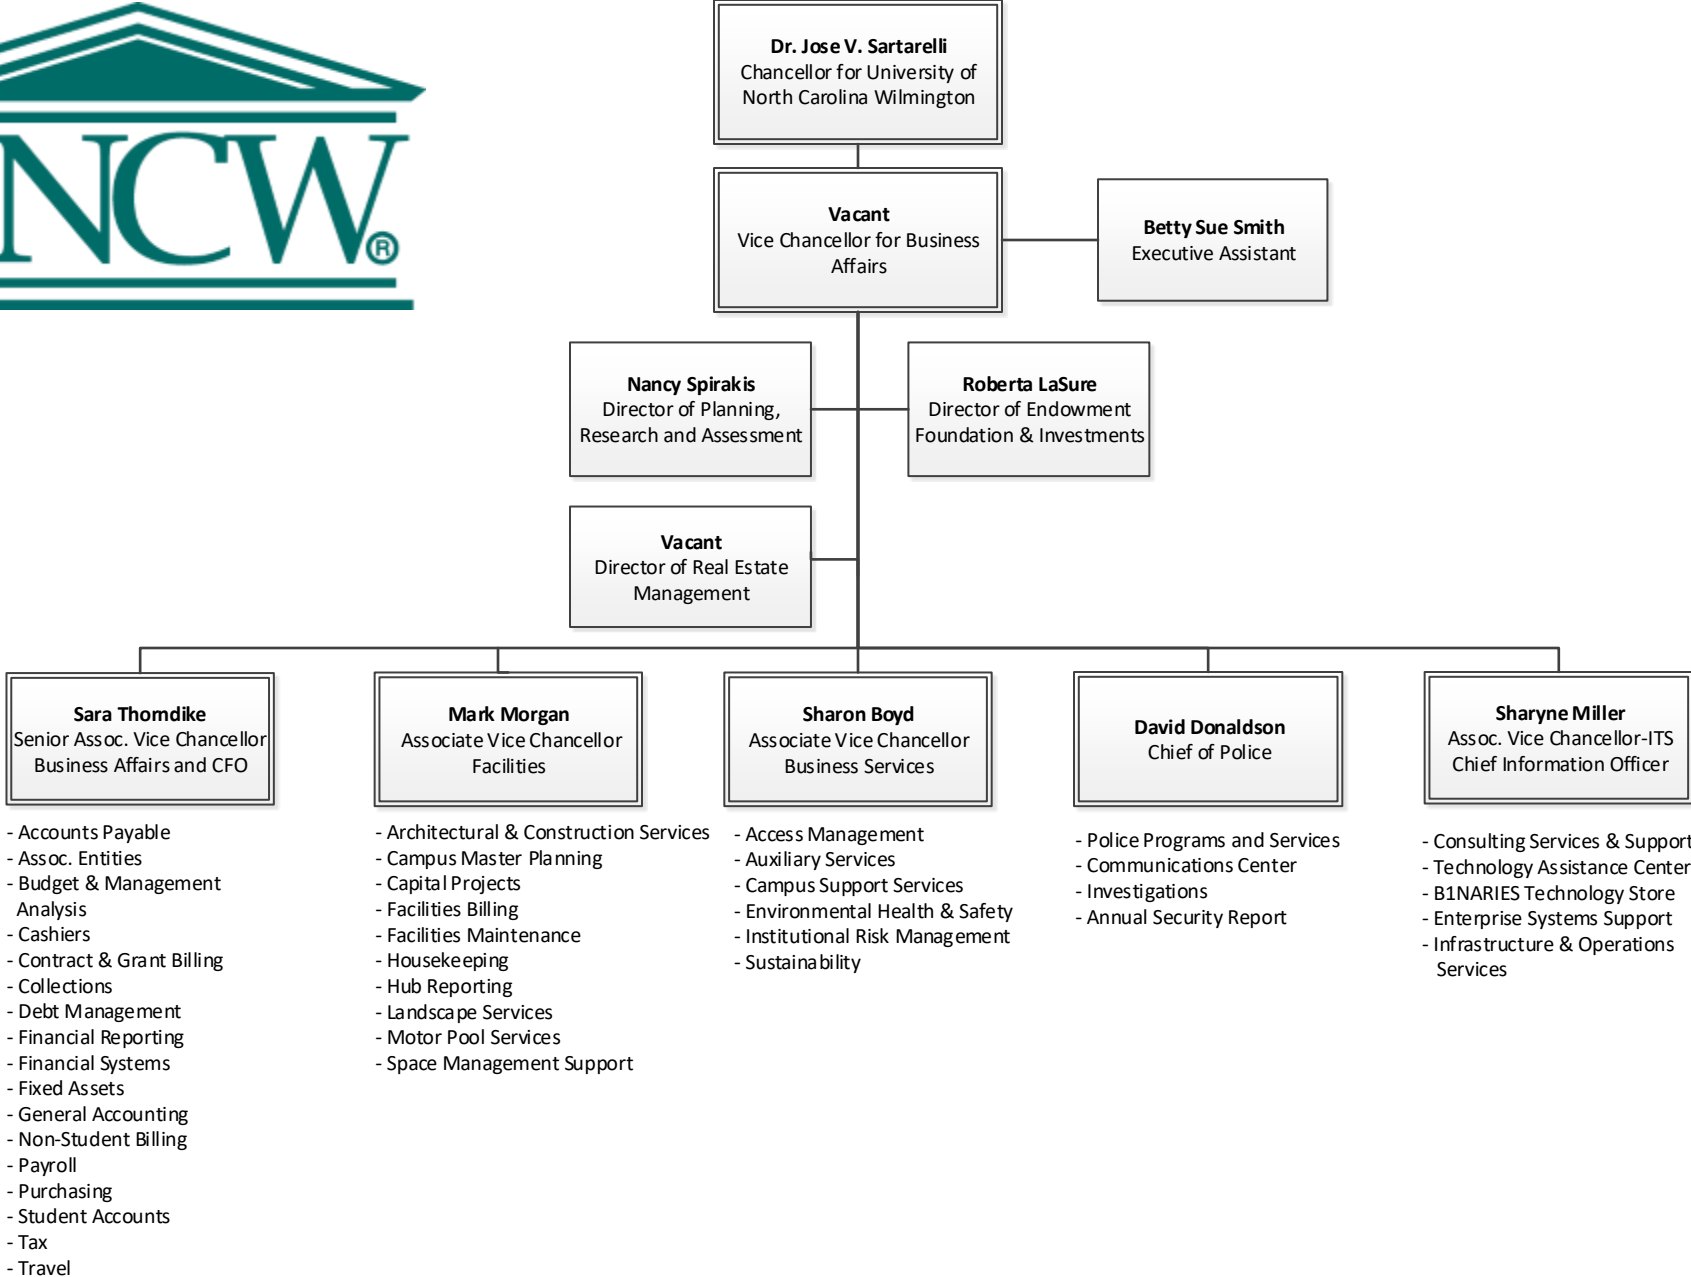 NCW®
Dr. Jose V. Sartarelli
Chancellor for University of
North Carolina Wilmington
Vacant
Vice Chancellor for Business
Affairs
Betty Sue Smith
Executive Assistant
Nancy Spirakis
Director of Planning,
Research and Assessment
Roberta LaSure
Director of Endowment
Foundation & Investments
Vacant
Director of Real Estate
Management
Sara Thorndike
Senior Assoc. Vice Chancellor
Business Affairs and CFO
- Accounts Payable
- Assoc. Entities
- Budget & Management
Analysis
- Cashiers
- Contract & Grant Billing
- Collections
- Debt Management
- Financial Reporting
- Financial Systems
- Fixed Assets
- General Accounting
- Non-Student Billing
- Payroll
- Purchasing
- Student Accounts
- Tax
- Travel
Mark Morgan
Associate Vice Chancellor
Facilities
- Architectural & Construction Services
- Campus Master Planning
- Capital Projects
- Facilities Billing
- Facilities Maintenance
- Housekeeping
- Hub Reporting
- Landscape Services
- Motor Pool Services
- Space Management Support
Sharon Boyd
Associate Vice Chancellor
Business Services
- Access Management
- Auxiliary Services
- Campus Support Services
- Environmental Health & Safety
- Institutional Risk Management
- Sustainability
David Donaldson
Chief of Police
- Police Programs and Services
- Communications Center
- Investigations
- Annual Security Report
Sharyne Miller
Assoc. Vice Chancellor-ITS
Chief Information Officer
- Consulting Services & Support
- Technology Assistance Center
- B1NARIES Technology Store
- Enterprise Systems Support
- Infrastructure & Operations
Services